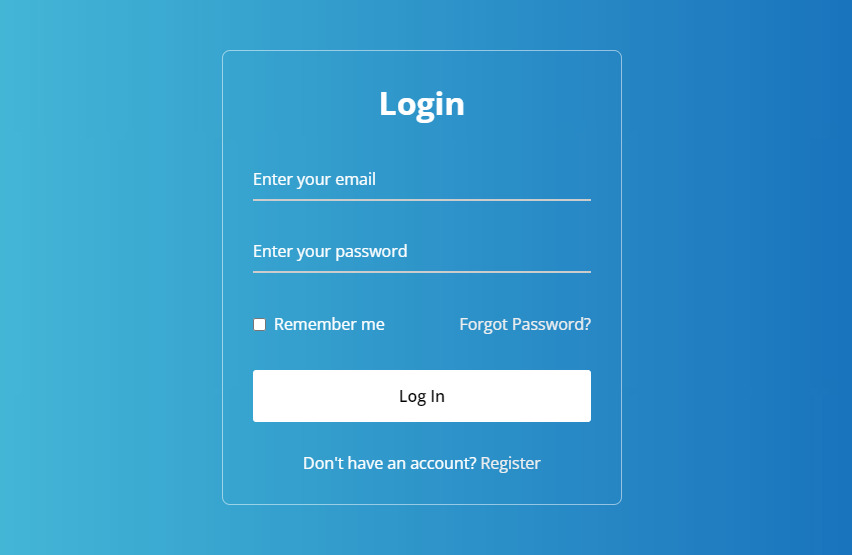 Login
Enter your email
Enter your password
Remember me Forgot Password?
Log In
Don't have an account? Register